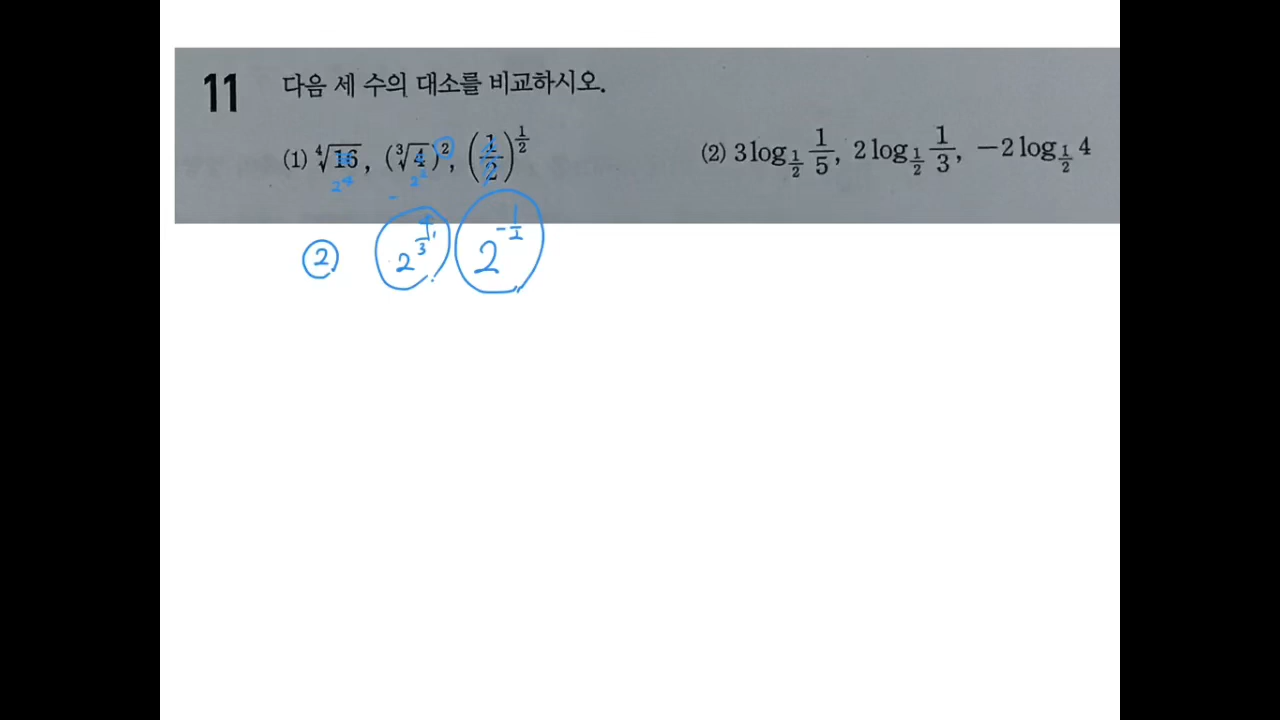 11 다음 세 수의 대소를 비교하시오.
(1) ⁴√16, (³√4)², (1/2)^(1/2) (2) 3log_(1/2) 1/5, 2log_(1/2) 1/3, −2log_(1/2) 4
2⁴ 2²
2 2^(4/3) 2^(-1/2)